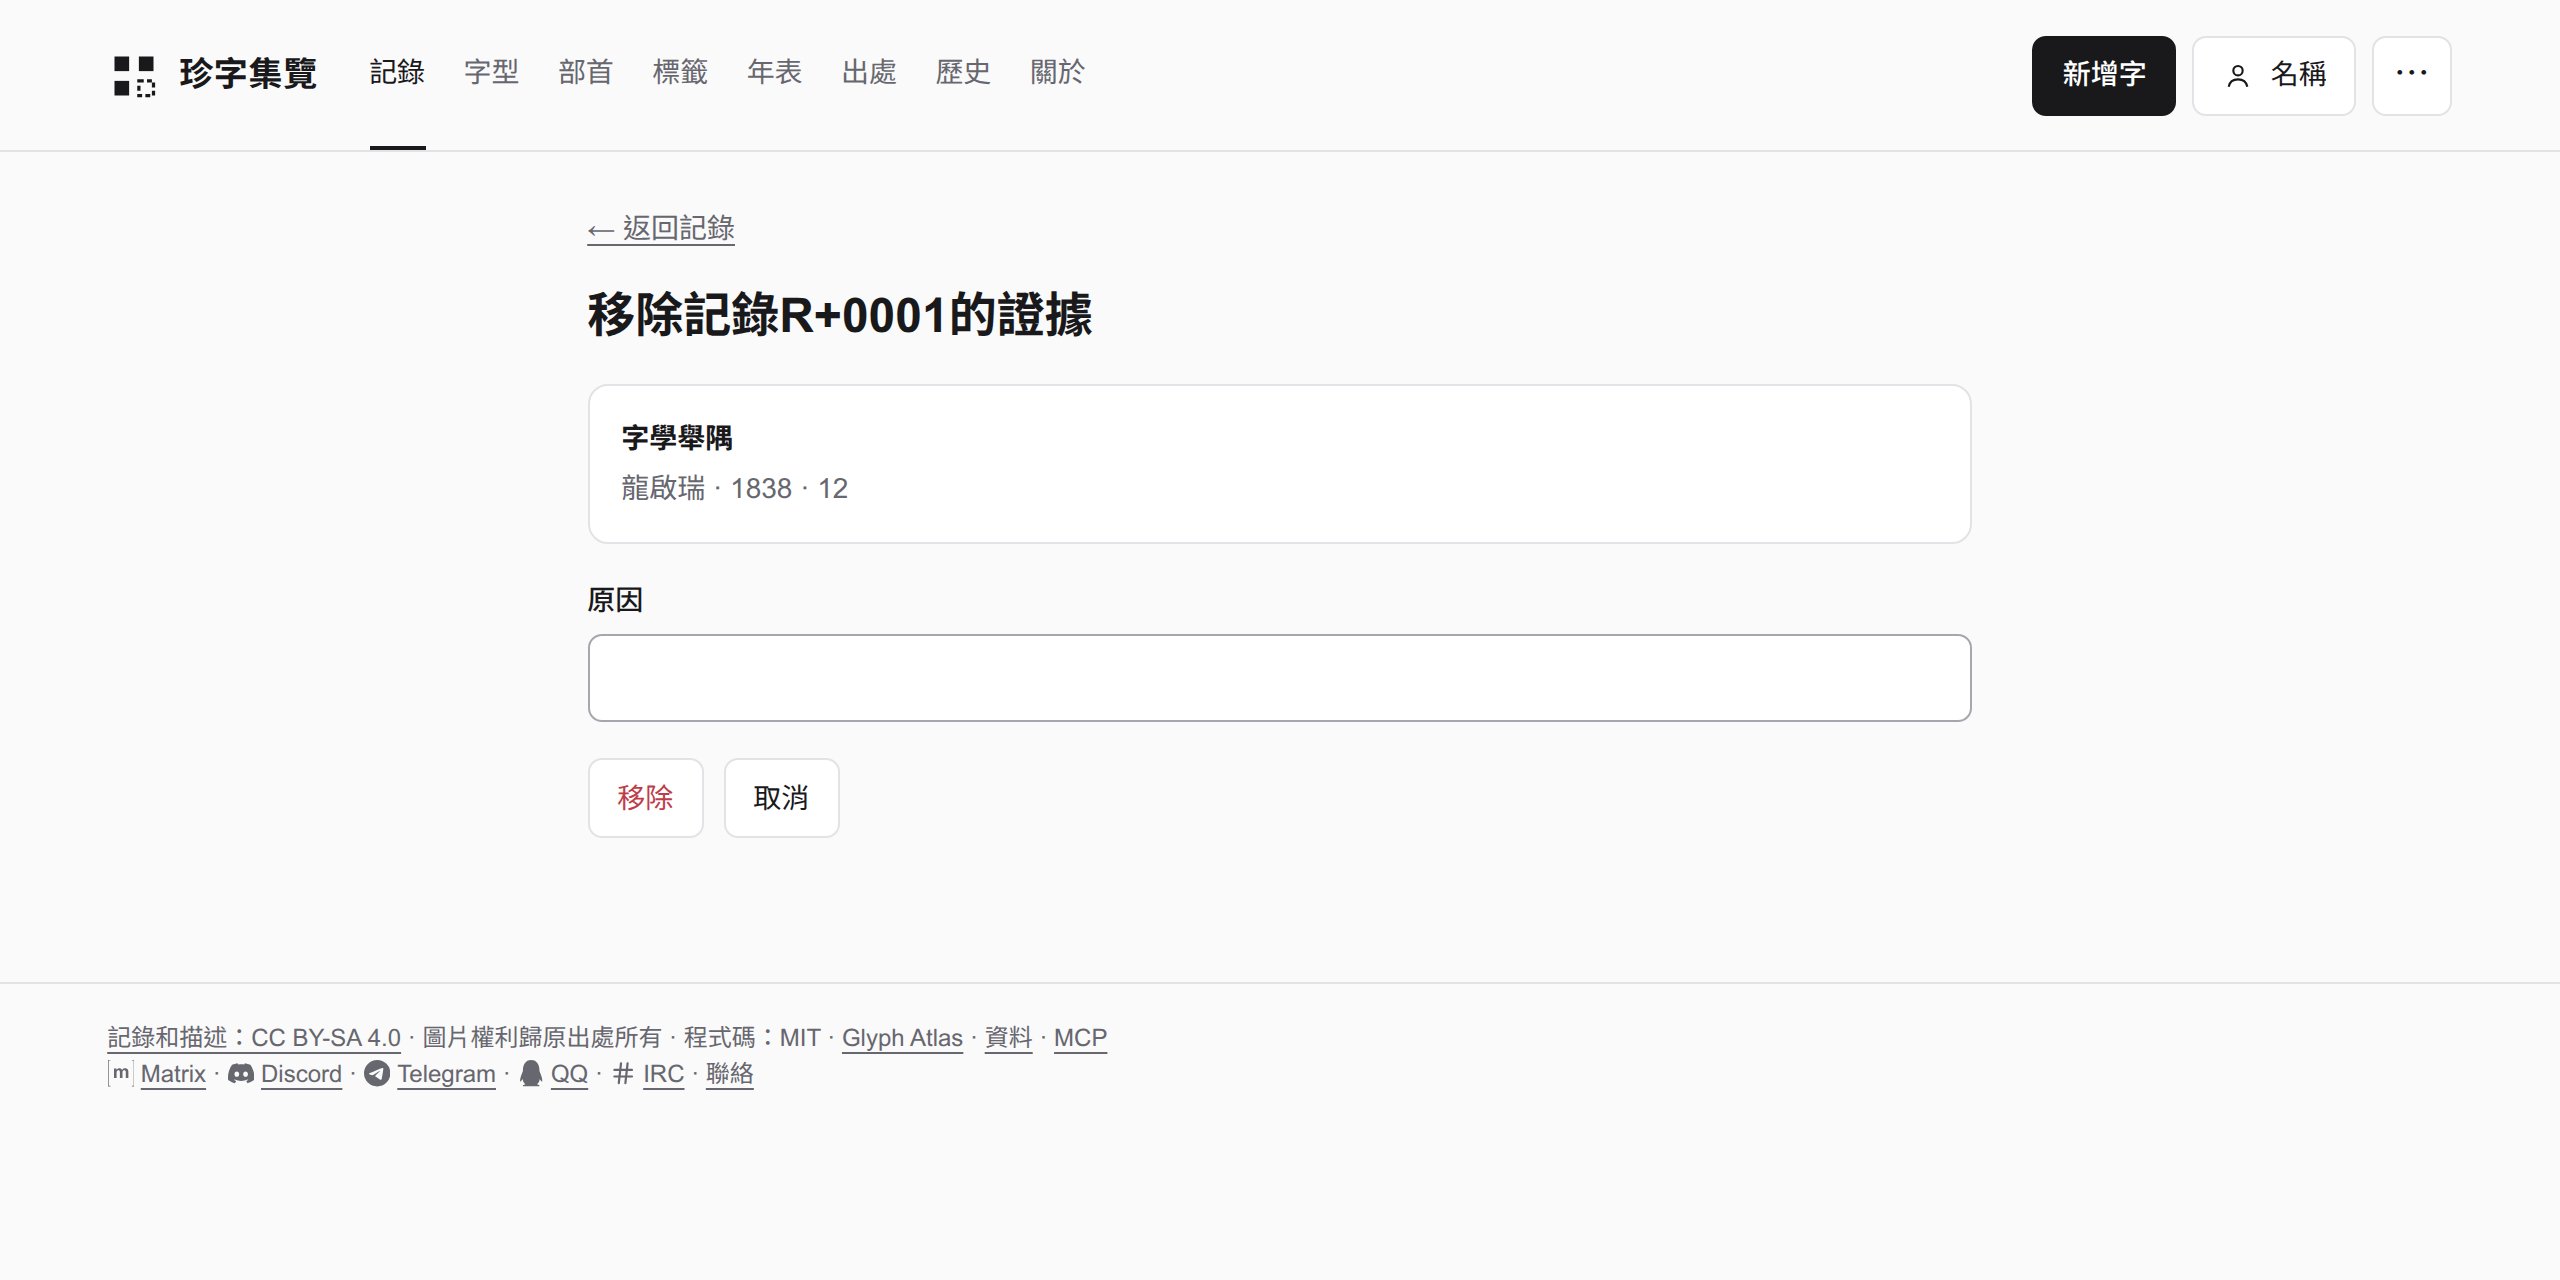 珍字集覽 記錄 字型 部首 標籤 年表 出處 歷史 關於 新增字 名稱 ···
← 返回記錄
移除記錄R+0001的證據
字學舉隅
龍啟瑞 · 1838 · 12
原因
移除 取消
記錄和描述：CC BY-SA 4.0 · 圖片權利歸原出處所有 · 程式碼：MIT · Glyph Atlas · 資料 · MCP
[m] Matrix · Discord · Telegram · QQ · # IRC · 聯絡